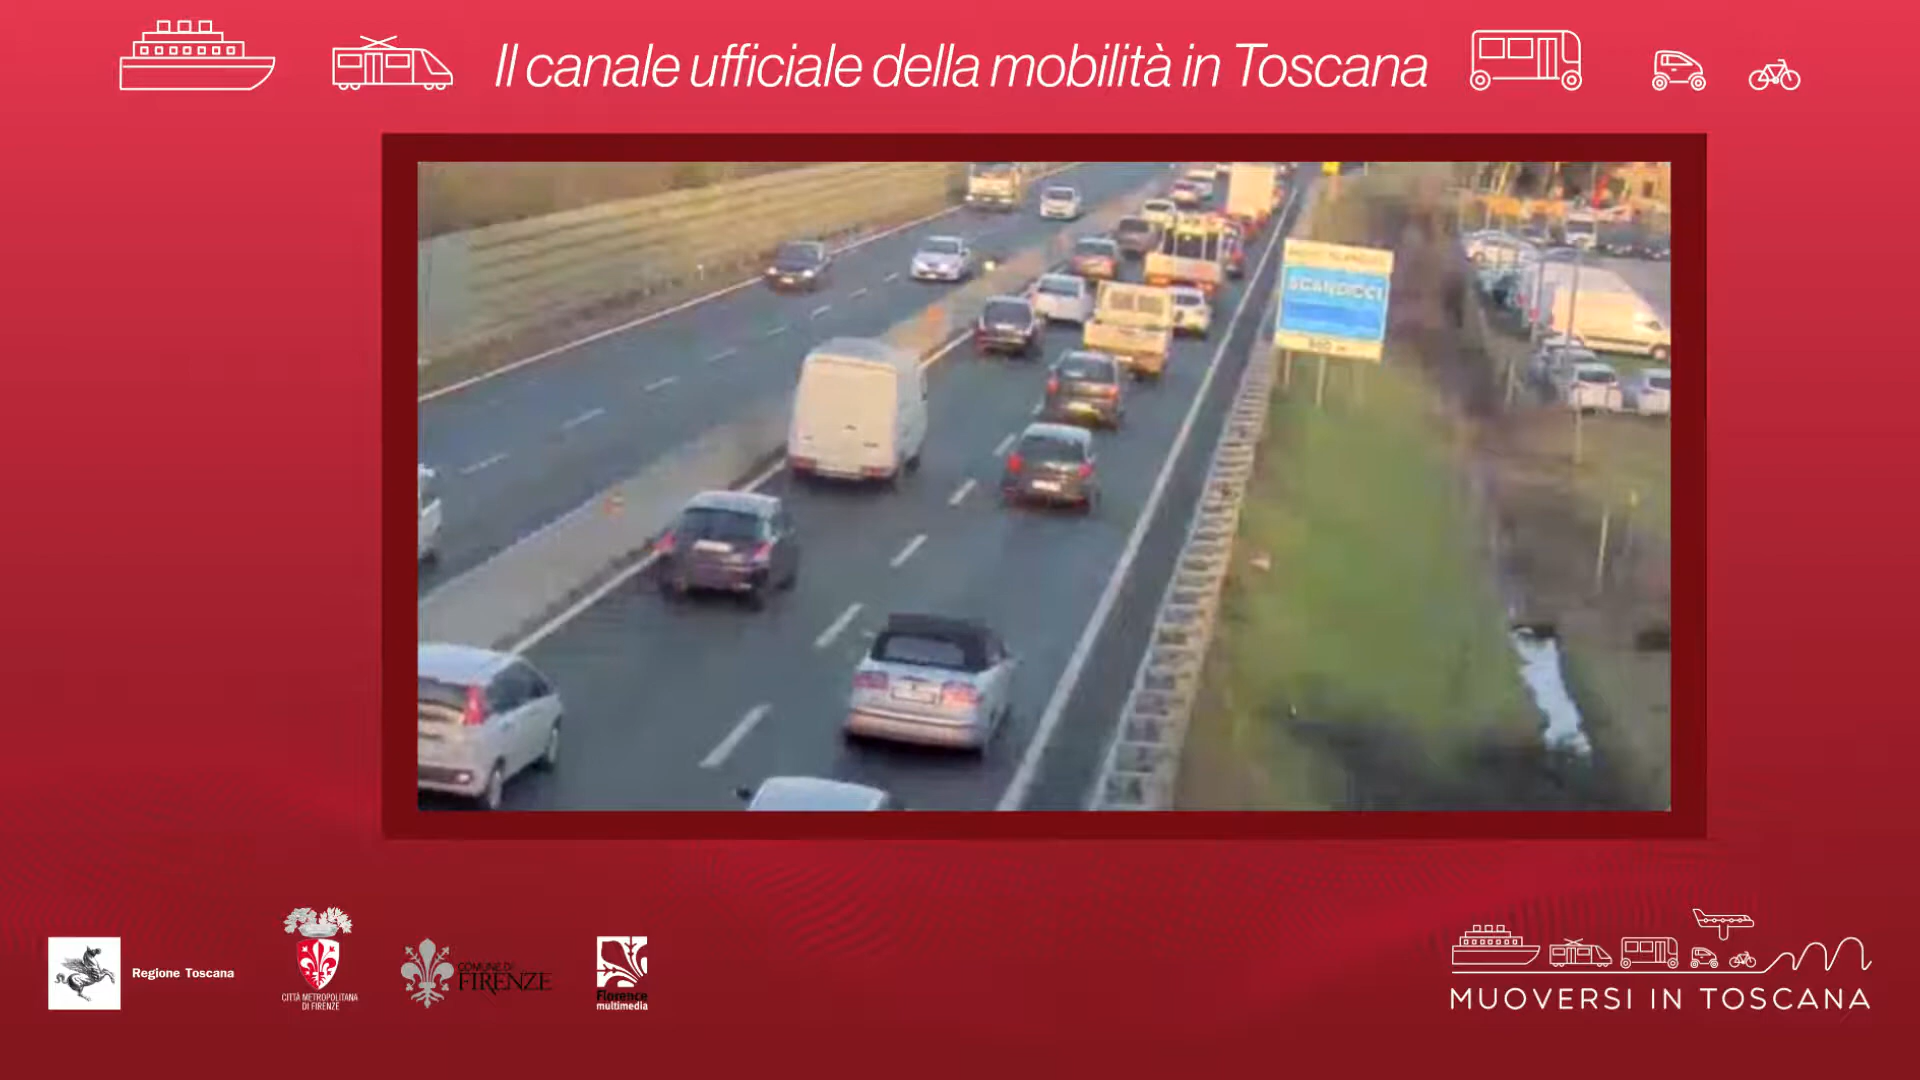 Il canale ufficiale della mobilità in Toscana
SCANDICCI
Regione Toscana
CITTÀ METROPOLITANA
DI FIRENZE
COMUNE DI
FIRENZE
Florence
multimedia
MUOVERSI IN TOSCANA